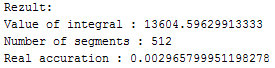 Rezult:
Value of integral : 13604.59629913333
Number of segments : 512
Real accuration : 0.002965799951198278